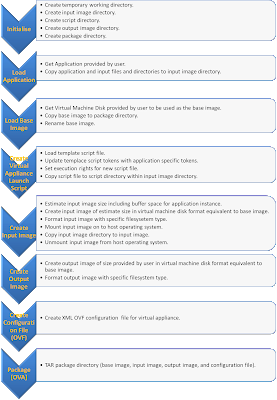 Initialise
• Create temporary working directory.
• Create input image directory.
• Create script directory.
• Create output image directory.
• Create package directory.
Load
Application
• Get Application provided by user.
• Copy application and input files and directories to input image directory.
Load Base
Image
• Get Virtual Machine Disk provided by user to be used as the base image.
• Copy base image to package directory.
• Rename base image.
Create
Virtual
Appliance
Launch
Script
• Load template script file.
• Update template script tokens with application specific tokens.
• Set execution rights for new script file.
• Copy script file to script directory within input image directory.
Create
Input Image
• Estimate input image size including buffer space for application instance.
• Create input image of estimate size in virtual machine disk format equivalent to base image.
• Format input image with specific filesystem type.
• Mount input image on to host operating system.
• Copy input image directory to input image.
• Unmount input image from host operating system.
Create
Output
Image
• Create output image of size provided by user in virtual machine disk format equivalent to
base image.
• Format output image with specific filesystem type.
Create
Configurati
on File
(OVF)
• Create XML OVF configuration file for virtual appliance.
Package
(OVA)
• TAR package directory (base image, input image, output image, and configuration file).